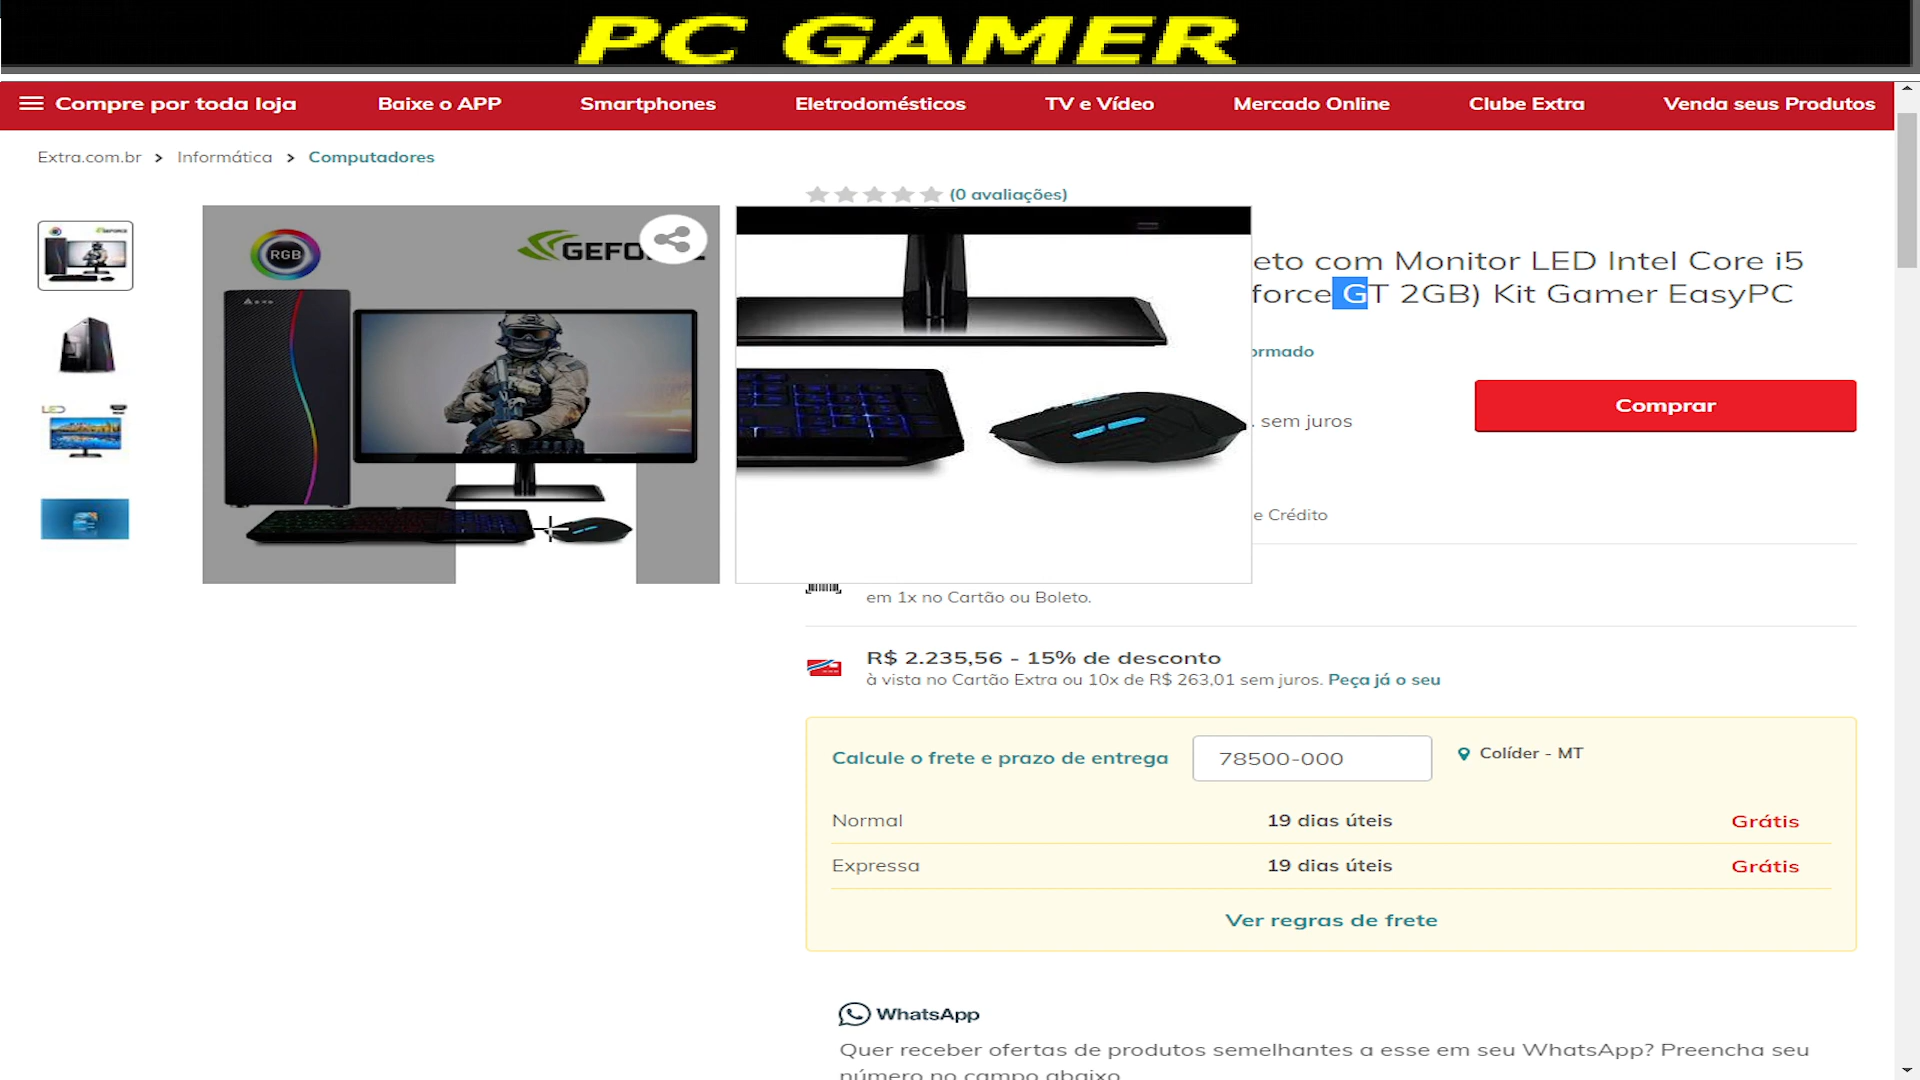 PC GAMER
Compre por toda loja
Baixe o APP
Smartphones
Eletrodomésticos
TV e Vídeo
Mercado Online
Clube Extra
Venda seus Produtos
Extra.com.br > Informática > Computadores
(0 avaliações)
RGB
eto com Monitor LED Intel Core i5
force GT 2GB) Kit Gamer EasyPC
ormado
Comprar
. sem juros
e Crédito
em 1x no Cartão ou Boleto.
R$ 2.235,56 - 15% de desconto
à vista no Cartão Extra ou 10x de R$ 263,01 sem juros. Peça já o seu
Calcule o frete e prazo de entrega
78500-000
Colíder - MT
Normal 19 dias úteis Grátis
Expressa 19 dias úteis Grátis
Ver regras de frete
WhatsApp
Quer receber ofertas de produtos semelhantes a esse em seu WhatsApp? Preencha seu
número no campo abaixo